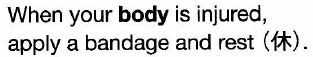 When your body is injured,
apply a bandage and rest (休).